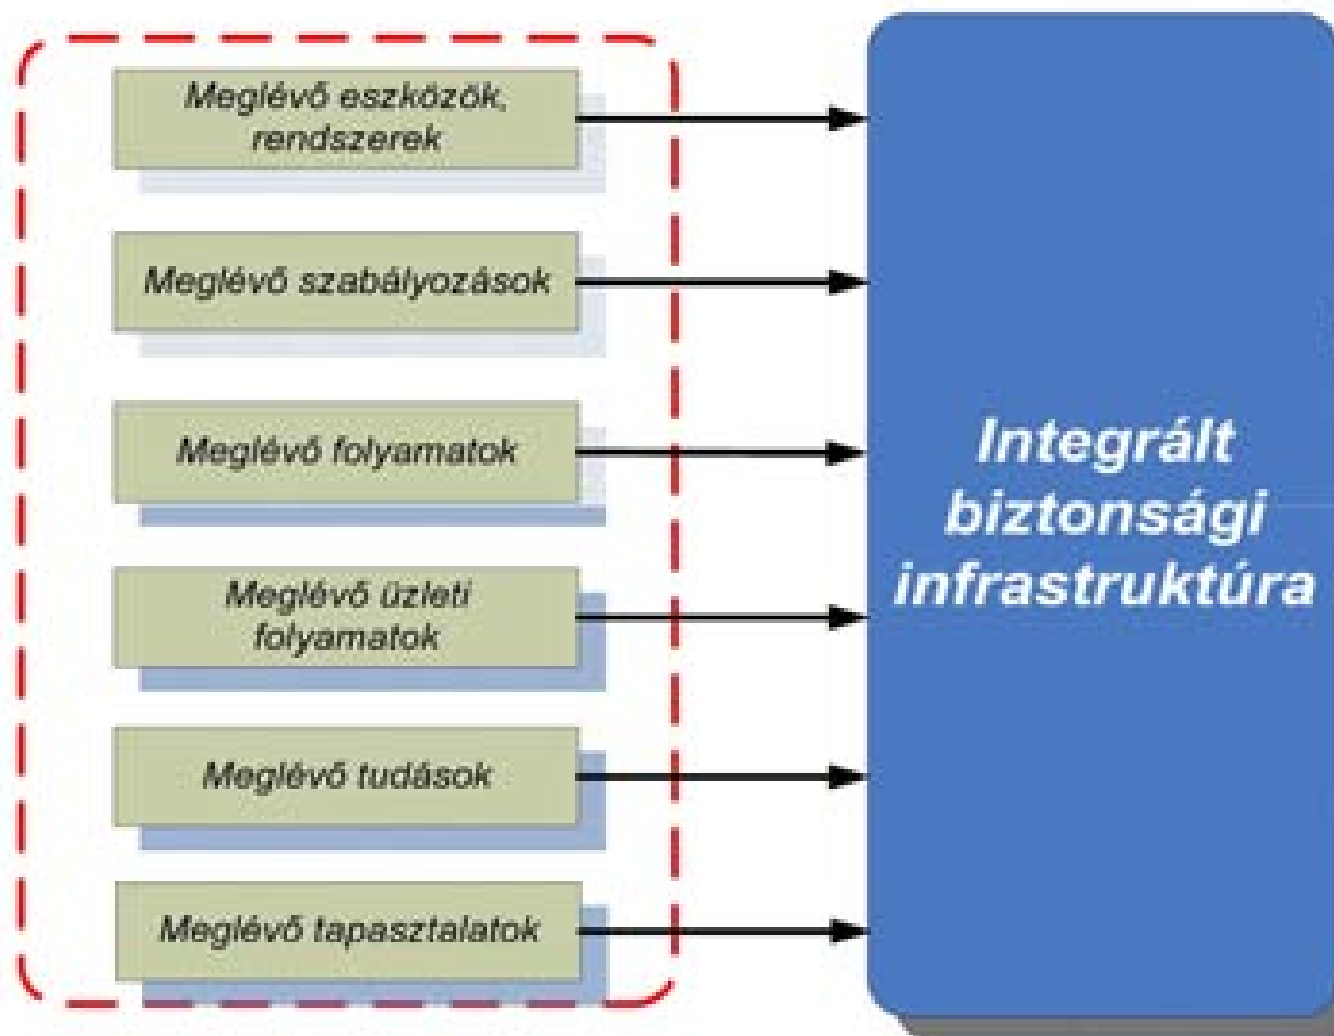 Meglévő eszközök,
rendszerek
Meglévő szabályozások
Meglévő folyamatok
Meglévő üzleti
folyamatok
Meglévő tudások
Meglévő tapasztalatok
Integrált
biztonsági
infrastruktúra